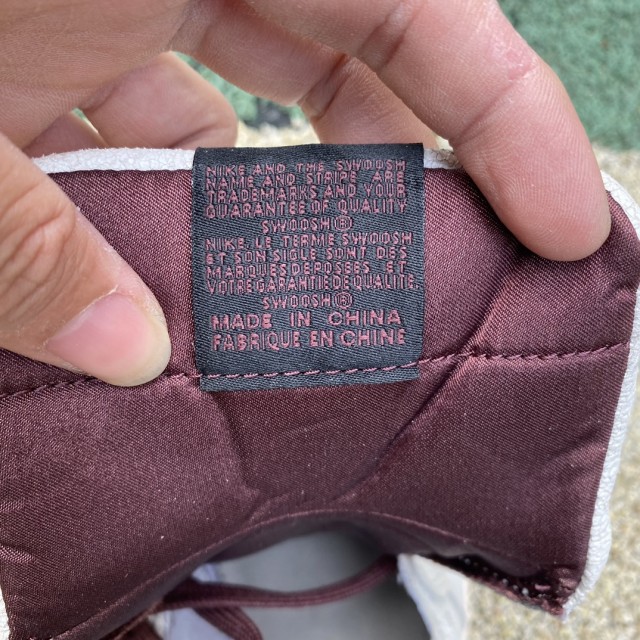 NIKE AND THE SWOOSH
NAME AND STRIPE ARE
TRADEMARKS AND YOUR
QUARANTEE OF QUALITY
SWOOSH®
NIKE.LE TERME SWOOSH
ET SON SIGLE SONT DES
MARQUES DEPOSEES ET
VOTRE GARANTIE DE QUALITE.
SWOOSH®
MADE IN CHINA
FABRIQUE EN CHINE